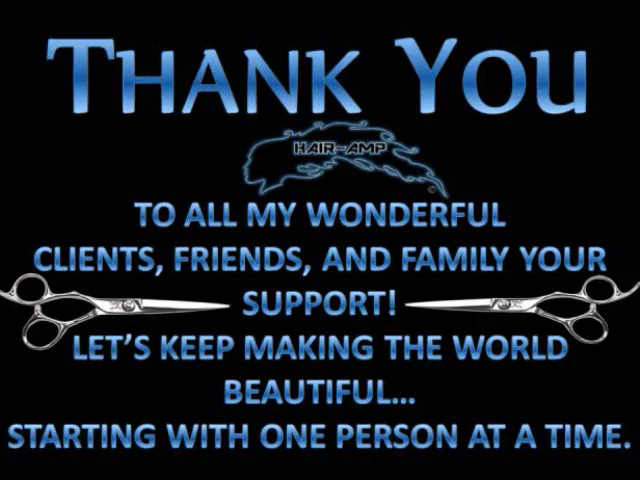 THANK YOU
HAIR~AMP
©
TO ALL MY WONDERFUL
CLIENTS, FRIENDS, AND FAMILY YOUR
SUPPORT!
LET'S KEEP MAKING THE WORLD
BEAUTIFUL...
STARTING WITH ONE PERSON AT A TIME.